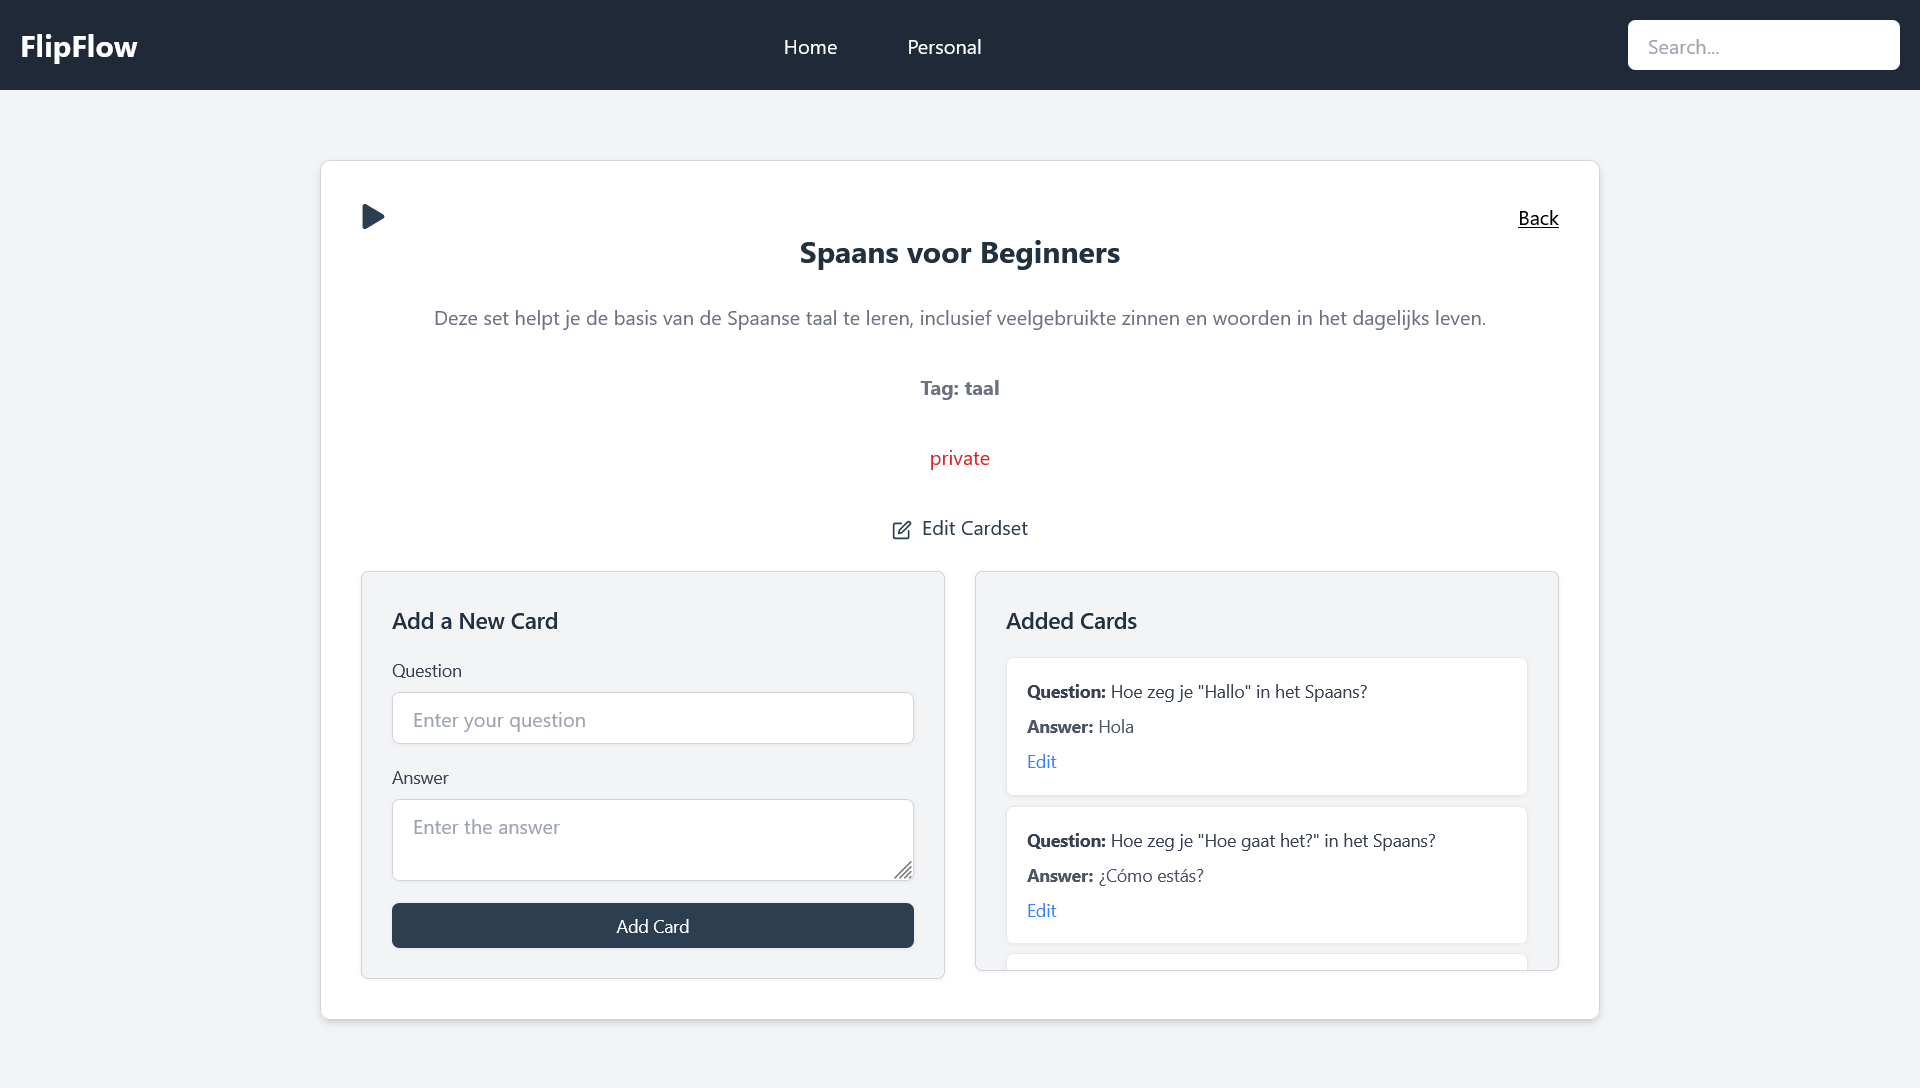 FlipFlow
Home
Personal
Search...
Back
Spaans voor Beginners
Deze set helpt je de basis van de Spaanse taal te leren, inclusief veelgebruikte zinnen en woorden in het dagelijks leven.
Tag: taal
private
Edit Cardset
Add a New Card
Question
Enter your question
Answer
Enter the answer
Add Card
Added Cards
Question: Hoe zeg je "Hallo" in het Spaans?
Answer: Hola
Edit
Question: Hoe zeg je "Hoe gaat het?" in het Spaans?
Answer: ¿Cómo estás?
Edit